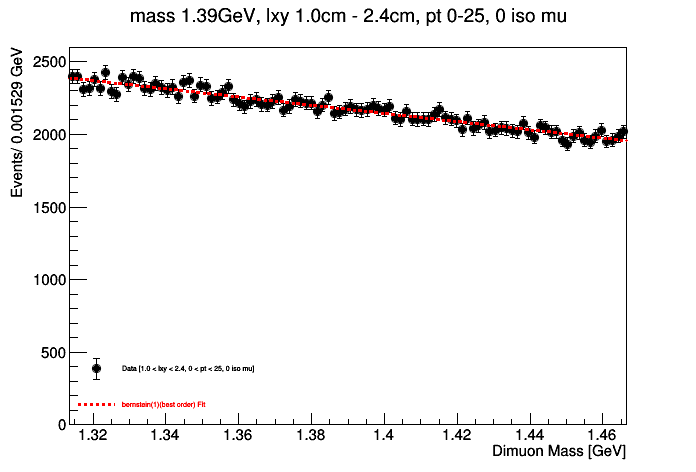 mass 1.39GeV, lxy 1.0cm - 2.4cm, pt 0-25, 0 iso mu
Events/ 0.001529 GeV
2500
2000
1500
1000
500
0
Data [1.0 < lxy < 2.4, 0 < pt < 25, 0 iso mu]
bernstein(1)(best order) Fit
1.32 1.34 1.36 1.38 1.4 1.42 1.44 1.46
Dimuon Mass [GeV]